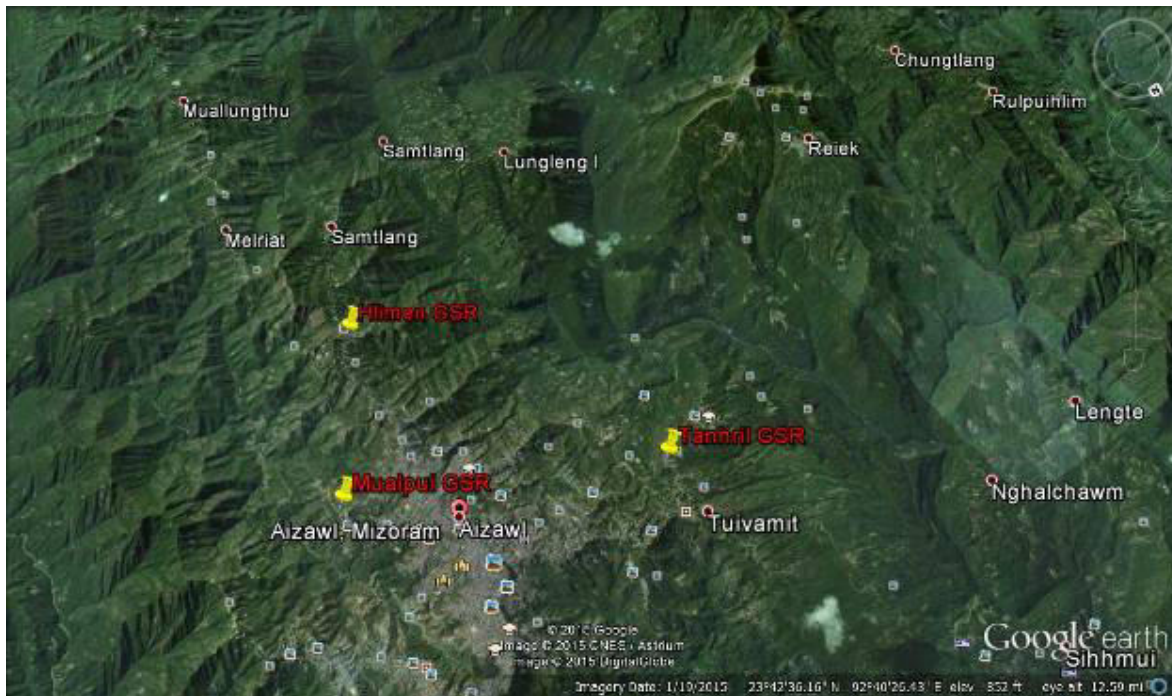 Chungtlang
Rulpuihlim
Muallungthu
Samtlang
Lungleng I
Reiek
Melriat
Samtlang
Hlimen GSR
Lengte
Tanhril GSR
Mualpui GSR
Nghalchawm
Aizawl, Mizoram
Aizawl
Tuivamit
© 2015 Google
Image © 2015 CNES / Astrium
Image © 2015 DigitalGlobe
Google earth
Sihhmui
Imagery Date: 1/19/2015 23°42'36.16" N 92°40'26.43" E elev 852 ft eye alt 12.59 mi